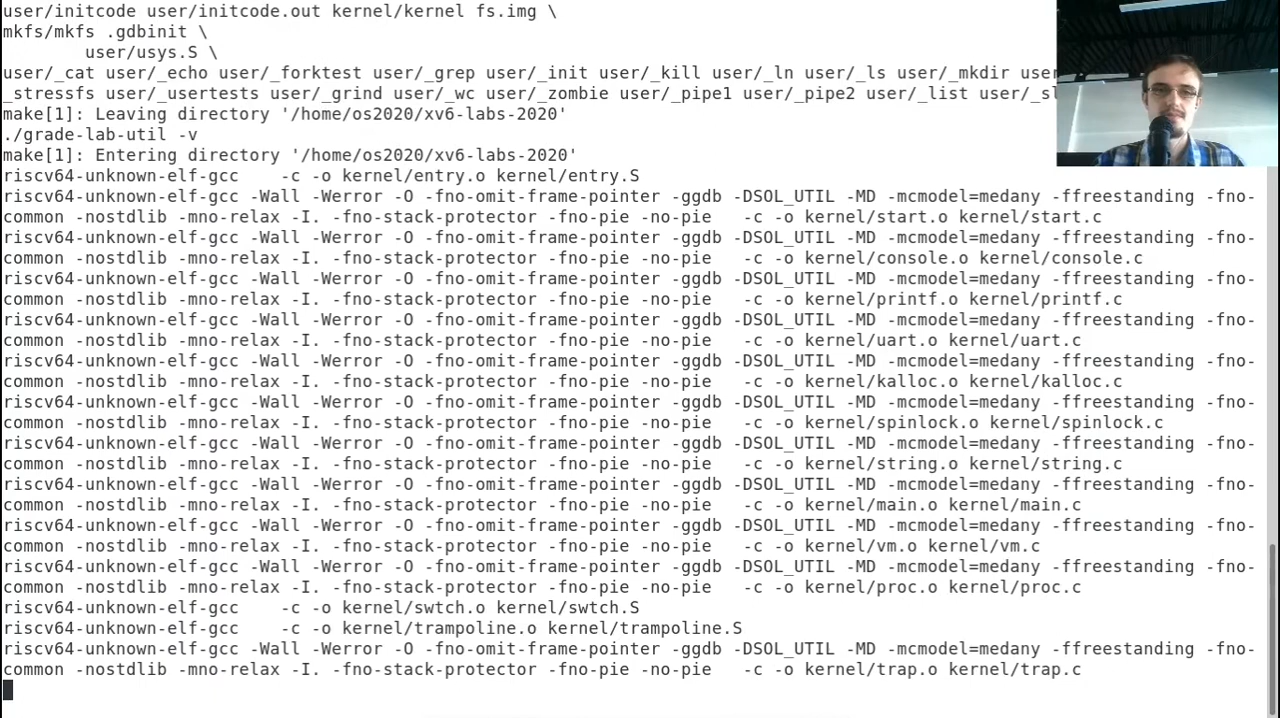 user/initcode user/initcode.out kernel/kernel fs.img \
mkfs/mkfs .gdbinit \
        user/usys.S \
user/_cat user/_echo user/_forktest user/_grep user/_init user/_kill user/_ln user/_ls user/_mkdir
_stressfs user/_usertests user/_grind user/_wc user/_zombie user/_pipe1 user/_pipe2 user/_list
make[1]: Leaving directory '/home/os2020/xv6-labs-2020'
./grade-lab-util -v
make[1]: Entering directory '/home/os2020/xv6-labs-2020'
riscv64-unknown-elf-gcc    -c -o kernel/entry.o kernel/entry.S
riscv64-unknown-elf-gcc -Wall -Werror -O -fno-omit-frame-pointer -ggdb -DSOL_UTIL -MD -mcmodel=medany -ffreestanding -fno-
common -nostdlib -mno-relax -I. -fno-stack-protector -fno-pie -no-pie   -c -o kernel/start.o kernel/start.c
riscv64-unknown-elf-gcc -Wall -Werror -O -fno-omit-frame-pointer -ggdb -DSOL_UTIL -MD -mcmodel=medany -ffreestanding -fno-
common -nostdlib -mno-relax -I. -fno-stack-protector -fno-pie -no-pie   -c -o kernel/console.o kernel/console.c
riscv64-unknown-elf-gcc -Wall -Werror -O -fno-omit-frame-pointer -ggdb -DSOL_UTIL -MD -mcmodel=medany -ffreestanding -fno-
common -nostdlib -mno-relax -I. -fno-stack-protector -fno-pie -no-pie   -c -o kernel/printf.o kernel/printf.c
riscv64-unknown-elf-gcc -Wall -Werror -O -fno-omit-frame-pointer -ggdb -DSOL_UTIL -MD -mcmodel=medany -ffreestanding -fno-
common -nostdlib -mno-relax -I. -fno-stack-protector -fno-pie -no-pie   -c -o kernel/uart.o kernel/uart.c
riscv64-unknown-elf-gcc -Wall -Werror -O -fno-omit-frame-pointer -ggdb -DSOL_UTIL -MD -mcmodel=medany -ffreestanding -fno-
common -nostdlib -mno-relax -I. -fno-stack-protector -fno-pie -no-pie   -c -o kernel/kalloc.o kernel/kalloc.c
riscv64-unknown-elf-gcc -Wall -Werror -O -fno-omit-frame-pointer -ggdb -DSOL_UTIL -MD -mcmodel=medany -ffreestanding -fno-
common -nostdlib -mno-relax -I. -fno-stack-protector -fno-pie -no-pie   -c -o kernel/spinlock.o kernel/spinlock.c
riscv64-unknown-elf-gcc -Wall -Werror -O -fno-omit-frame-pointer -ggdb -DSOL_UTIL -MD -mcmodel=medany -ffreestanding -fno-
common -nostdlib -mno-relax -I. -fno-stack-protector -fno-pie -no-pie   -c -o kernel/string.o kernel/string.c
riscv64-unknown-elf-gcc -Wall -Werror -O -fno-omit-frame-pointer -ggdb -DSOL_UTIL -MD -mcmodel=medany -ffreestanding -fno-
common -nostdlib -mno-relax -I. -fno-stack-protector -fno-pie -no-pie   -c -o kernel/main.o kernel/main.c
riscv64-unknown-elf-gcc -Wall -Werror -O -fno-omit-frame-pointer -ggdb -DSOL_UTIL -MD -mcmodel=medany -ffreestanding -fno-
common -nostdlib -mno-relax -I. -fno-stack-protector -fno-pie -no-pie   -c -o kernel/vm.o kernel/vm.c
riscv64-unknown-elf-gcc -Wall -Werror -O -fno-omit-frame-pointer -ggdb -DSOL_UTIL -MD -mcmodel=medany -ffreestanding -fno-
common -nostdlib -mno-relax -I. -fno-stack-protector -fno-pie -no-pie   -c -o kernel/proc.o kernel/proc.c
riscv64-unknown-elf-gcc    -c -o kernel/swtch.o kernel/swtch.S
riscv64-unknown-elf-gcc    -c -o kernel/trampoline.o kernel/trampoline.S
riscv64-unknown-elf-gcc -Wall -Werror -O -fno-omit-frame-pointer -ggdb -DSOL_UTIL -MD -mcmodel=medany -ffreestanding -fno-
common -nostdlib -mno-relax -I. -fno-stack-protector -fno-pie -no-pie   -c -o kernel/trap.o kernel/trap.c